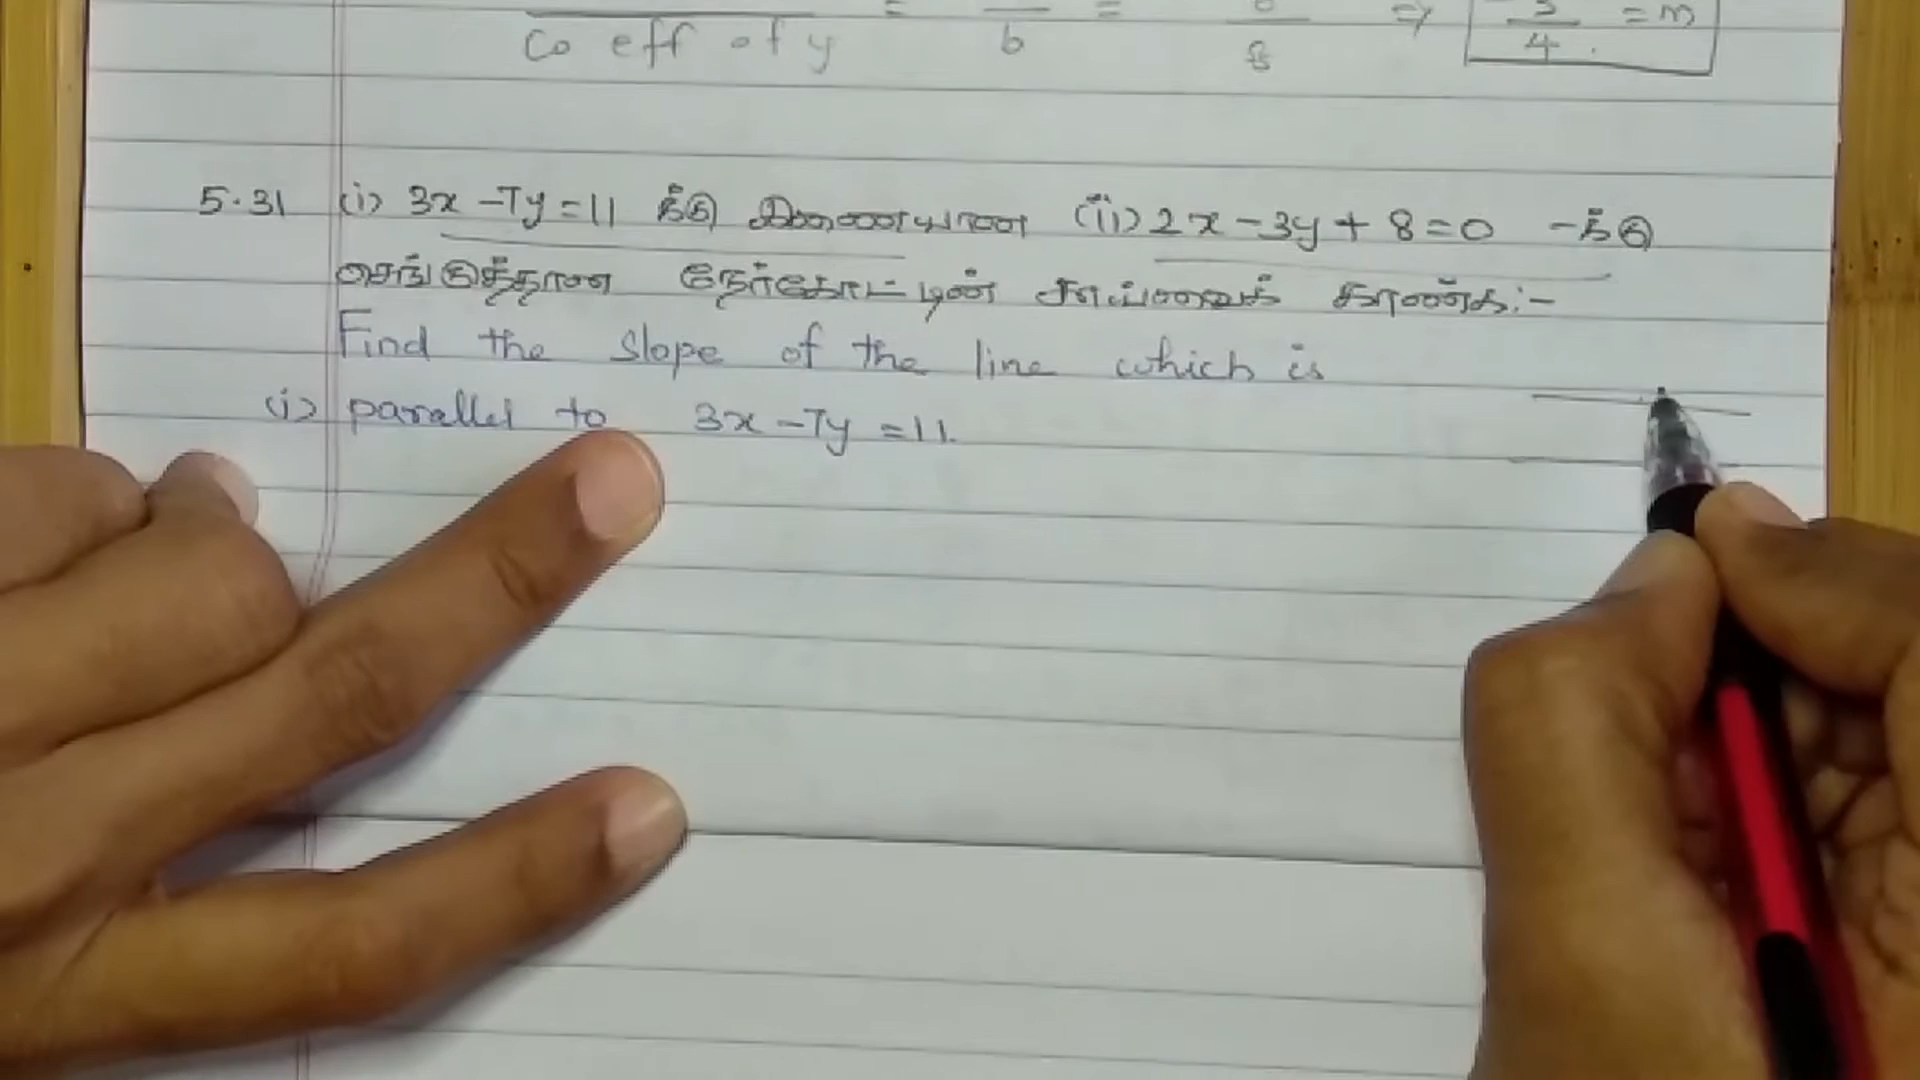 Co eff of y = b = 8 ⇒ 3/4 = m
5.31 (i) 3x - 7y = 11 க்கு இணையான (ii) 2x - 3y + 8 = 0 -க்கு
செங்குத்தான நேர்கோட்டின் சாய்வைக் காண்க:-
Find the slope of the line which is
(i) parallel to 3x - 7y = 11.